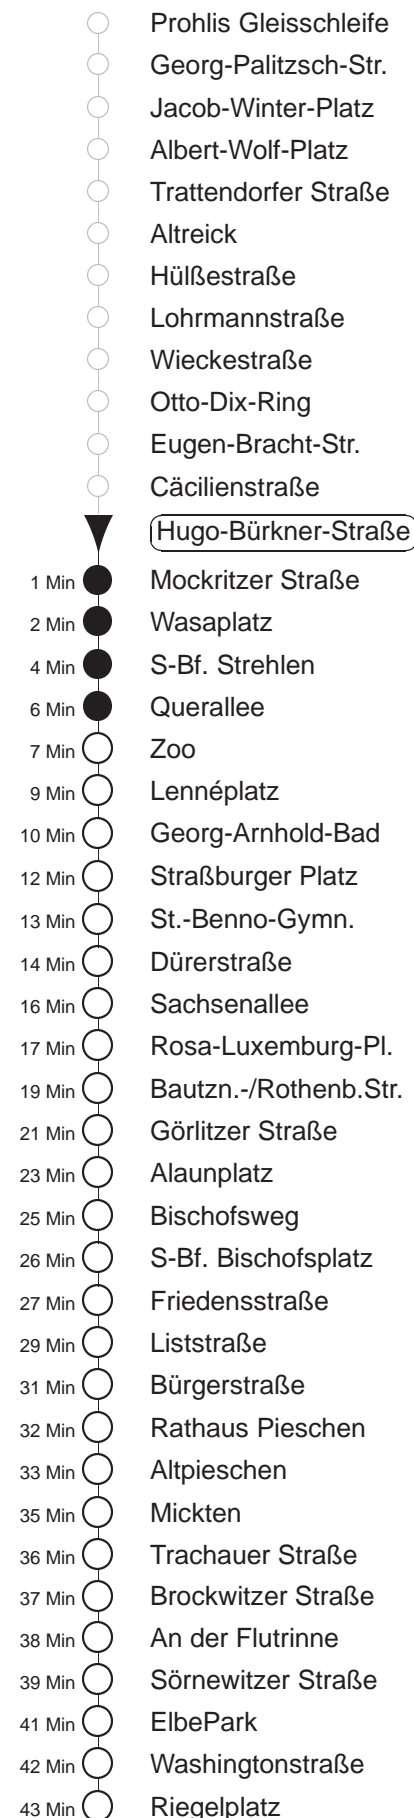 Prohlis Gleisschleife
Georg-Palitzsch-Str.
Jacob-Winter-Platz
Albert-Wolf-Platz
Trattendorfer Straße
Altreick
Hülßestraße
Lohrmannstraße
Wieckestraße
Otto-Dix-Ring
Eugen-Bracht-Str.
Cäcilienstraße
Hugo-Bürkner-Straße
1 Min Mockritzer Straße
2 Min Wasaplatz
4 Min S-Bf. Strehlen
6 Min Querallee
7 Min Zoo
9 Min Lennéplatz
10 Min Georg-Arnhold-Bad
12 Min Straßburger Platz
13 Min St.-Benno-Gymn.
14 Min Dürerstraße
16 Min Sachsenallee
17 Min Rosa-Luxemburg-Pl.
19 Min Bautzn.-/Rothenb.Str.
21 Min Görlitzer Straße
23 Min Alaunplatz
25 Min Bischofsweg
26 Min S-Bf. Bischofsplatz
27 Min Friedensstraße
29 Min Liststraße
31 Min Bürgerstraße
32 Min Rathaus Pieschen
33 Min Altpieschen
35 Min Mickten
36 Min Trachauer Straße
37 Min Brockwitzer Straße
38 Min An der Flutrinne
39 Min Sörnewitzer Straße
41 Min ElbePark
42 Min Washingtonstraße
43 Min Riegelplatz